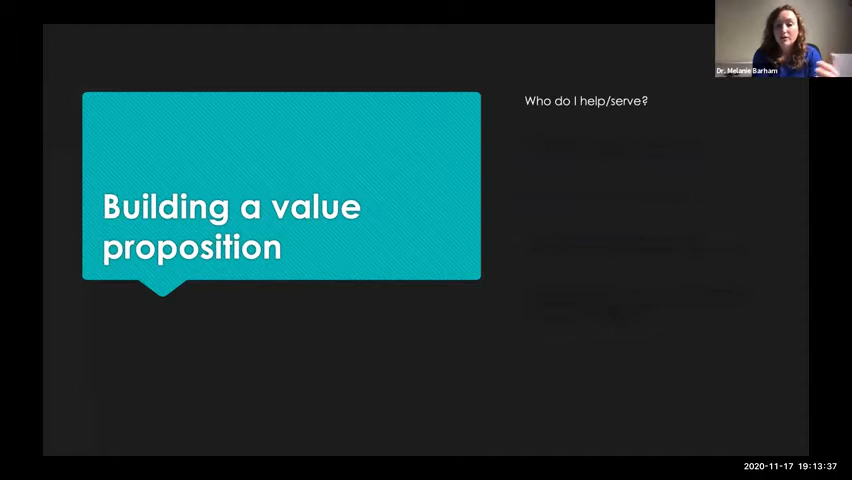 Dr. Melanie Barham
Who do I help/serve?
Building a value
proposition
2020-11-17 19:13:37